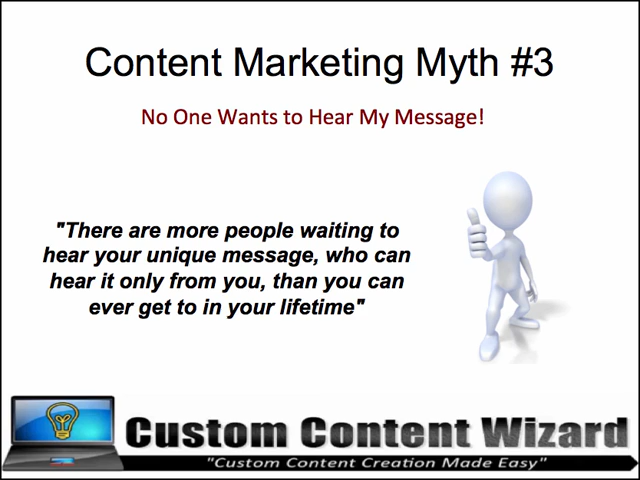 Content Marketing Myth #3
No One Wants to Hear My Message!
"There are more people waiting to
hear your unique message, who can
hear it only from you, than you can
ever get to in your lifetime"
Custom Content Wizard
"Custom Content Creation Made Easy"